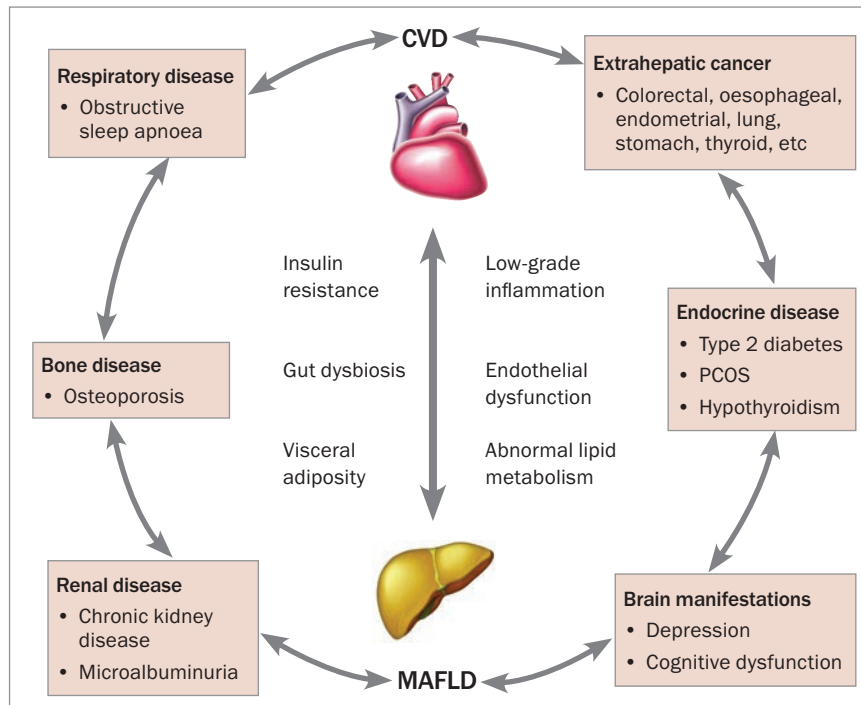 CVD
Respiratory disease
• Obstructive
sleep apnoea
Extrahepatic cancer
• Colorectal, oesophageal,
endometrial, lung,
stomach, thyroid, etc
Insulin
resistance
Low-grade
inflammation
Endocrine disease
• Type 2 diabetes
• PCOS
• Hypothyroidism
Bone disease
• Osteoporosis
Gut dysbiosis
Endothelial
dysfunction
Visceral
adiposity
Abnormal lipid
metabolism
Renal disease
• Chronic kidney
disease
• Microalbuminuria
Brain manifestations
• Depression
• Cognitive dysfunction
MAFLD